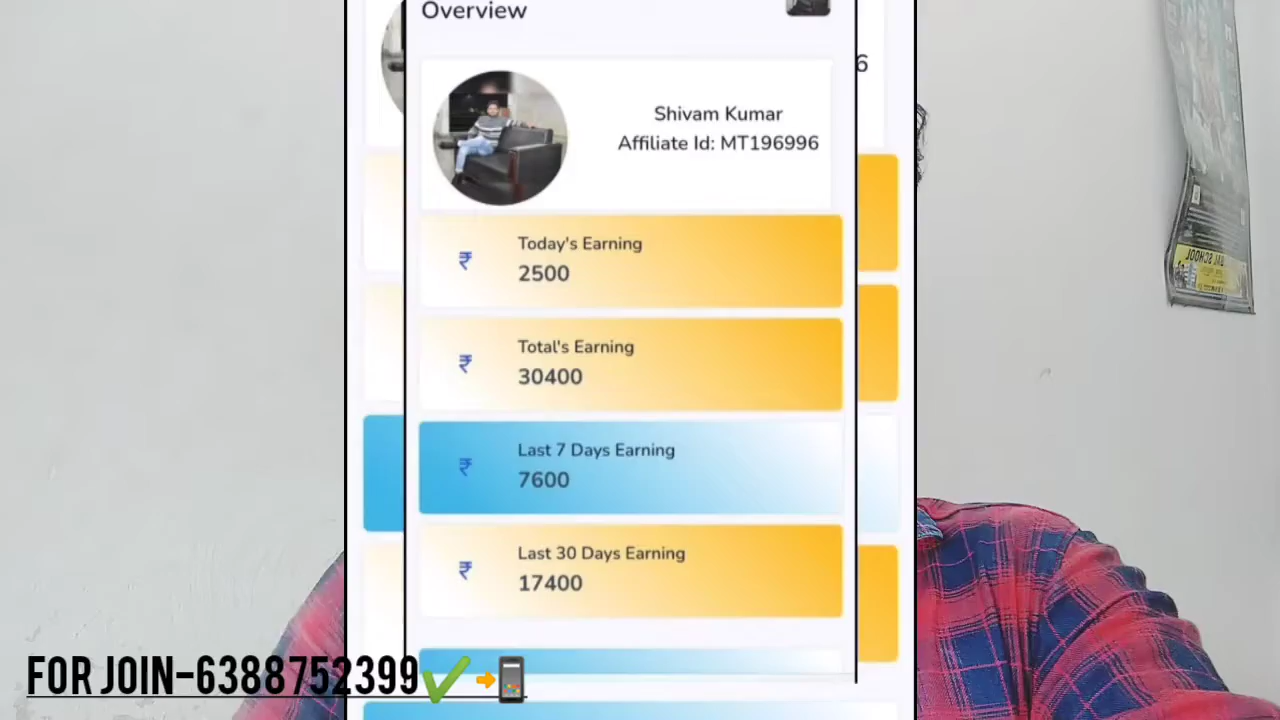 Overview
Shivam Kumar
Affiliate Id: MT196996
6
₹
Today's Earning
2500
₹
Total's Earning
30400
₹
Last 7 Days Earning
7600
₹
Last 30 Days Earning
17400
FOR JOIN-6388752399